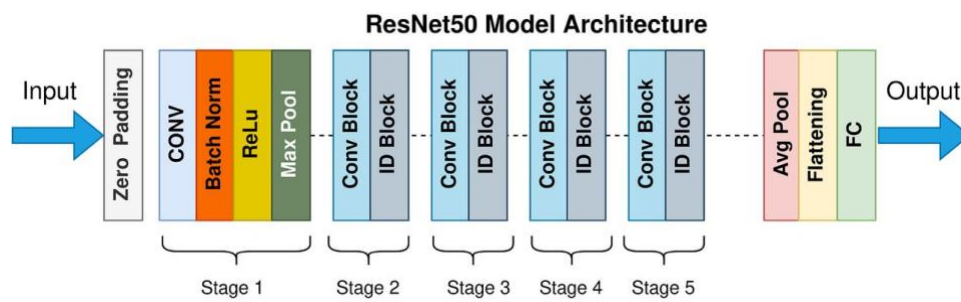 ResNet50 Model Architecture
Input
Zero Padding
CONV
Batch Norm
ReLu
Max Pool
Conv Block
ID Block
Conv Block
ID Block
Conv Block
ID Block
Conv Block
ID Block
Avg Pool
Flattening
FC
Output
Stage 1
Stage 2
Stage 3
Stage 4
Stage 5